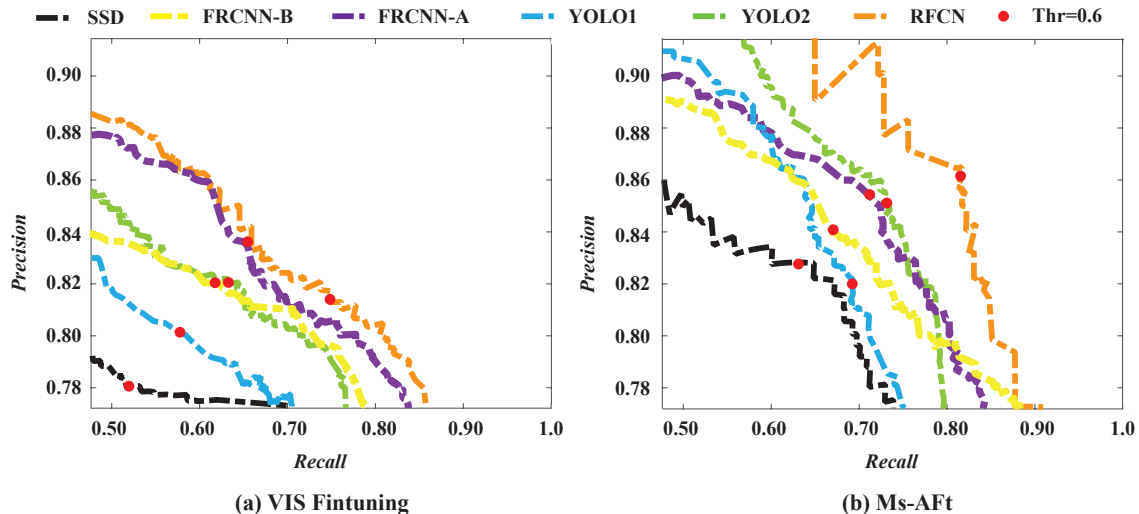 SSD FRCNN-B FRCNN-A YOLO1 YOLO2 RFCN Thr=0.6
Precision
0.90
0.88
0.86
0.84
0.82
0.80
0.78
0.50 0.60 0.70 0.80 0.90 1.0
Recall
(a) VIS Fintuning
Precision
0.90
0.88
0.86
0.84
0.82
0.80
0.78
0.50 0.60 0.70 0.80 0.90 1.0
Recall
(b) Ms-AFt